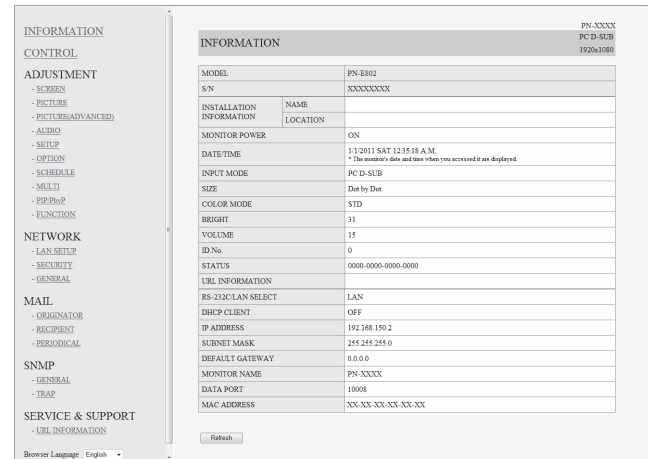 INFORMATION
CONTROL
ADJUSTMENT
- SCREEN
- PICTURE
- PICTURE(ADVANCED)
- AUDIO
- SETUP
- OPTION
- SCHEDULE
- MULTI
- PIP/PbyP
- FUNCTION
NETWORK
- LAN SETUP
- SECURITY
- GENERAL
MAIL
- ORIGINATOR
- RECIPIENT
- PERIODICAL
SNMP
- GENERAL
- TRAP
SERVICE & SUPPORT
- URL INFORMATION
Browser Language English
PN-XXXX
INFORMATION
PC D-SUB
1920x1080
MODEL PN-E802
S/N XXXXXXXX
INSTALLATION INFORMATION NAME
LOCATION
MONITOR POWER ON
DATE/TIME 1/1/2011 SAT 12:35:18 A.M.
* The monitor's date and time when you accessed it are displayed.
INPUT MODE PC D-SUB
SIZE Dot by Dot
COLOR MODE STD
BRIGHT 31
VOLUME 15
ID No. 0
STATUS 0000-0000-0000-0000
URL INFORMATION
RS-232C/LAN SELECT LAN
DHCP CLIENT OFF
IP ADDRESS 192.168.150.2
SUBNET MASK 255.255.255.0
DEFAULT GATEWAY 0.0.0.0
MONITOR NAME PN-XXXX
DATA PORT 10008
MAC ADDRESS XX-XX-XX-XX-XX-XX
Refresh